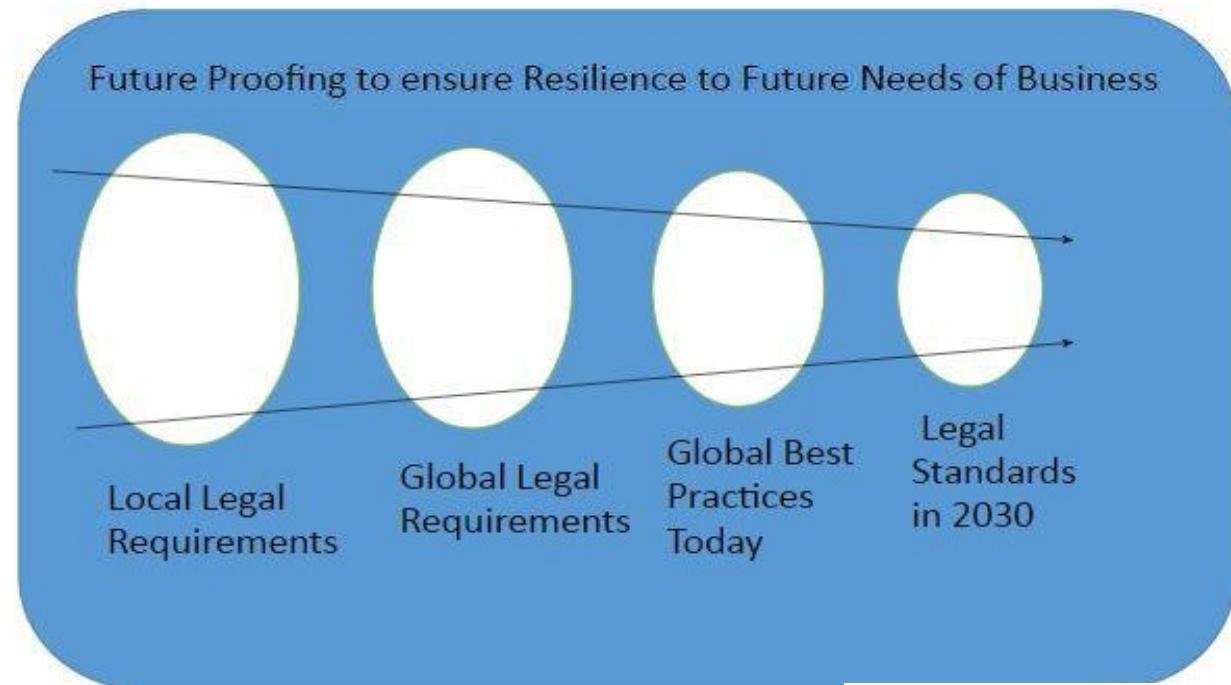 Future Proofing to ensure Resilience to Future Needs of Business
Local Legal
Requirements
Global Legal
Requirements
Global Best
Practices
Today
Legal
Standards
in 2030